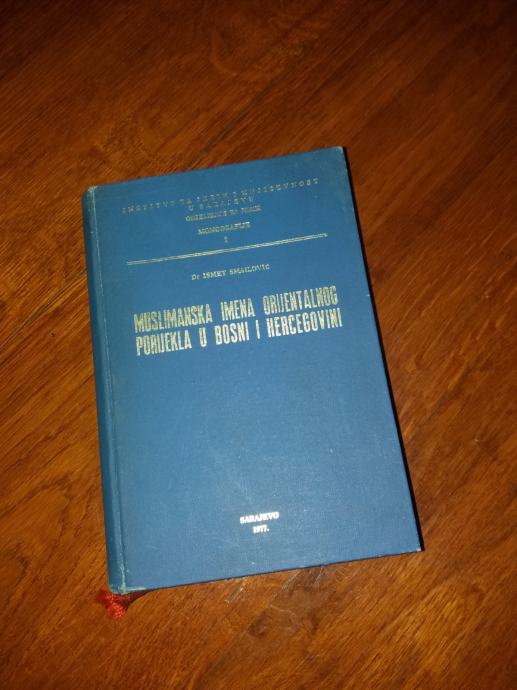 INSTITUT ZA JEZIK I KNJIŽEVNOST
U SARAJEVU
ODJELJENJE ZA JEZIK
MONOGRAFIJE
I
Dr ISMET SMAILOVIĆ
MUSLIMANSKA IMENA ORIJENTALNOG
PORIJEKLA U BOSNI I HERCEGOVINI
SARAJEVO
1977.